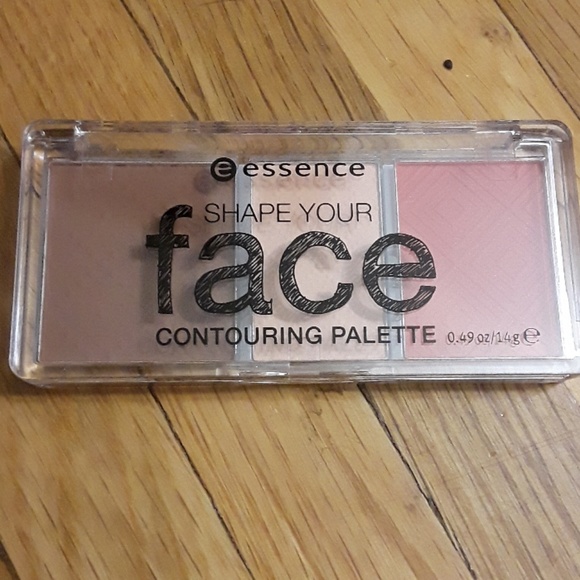 e essence
SHAPE YOUR
face
CONTOURING PALETTE 0.49 oz/14g ℮